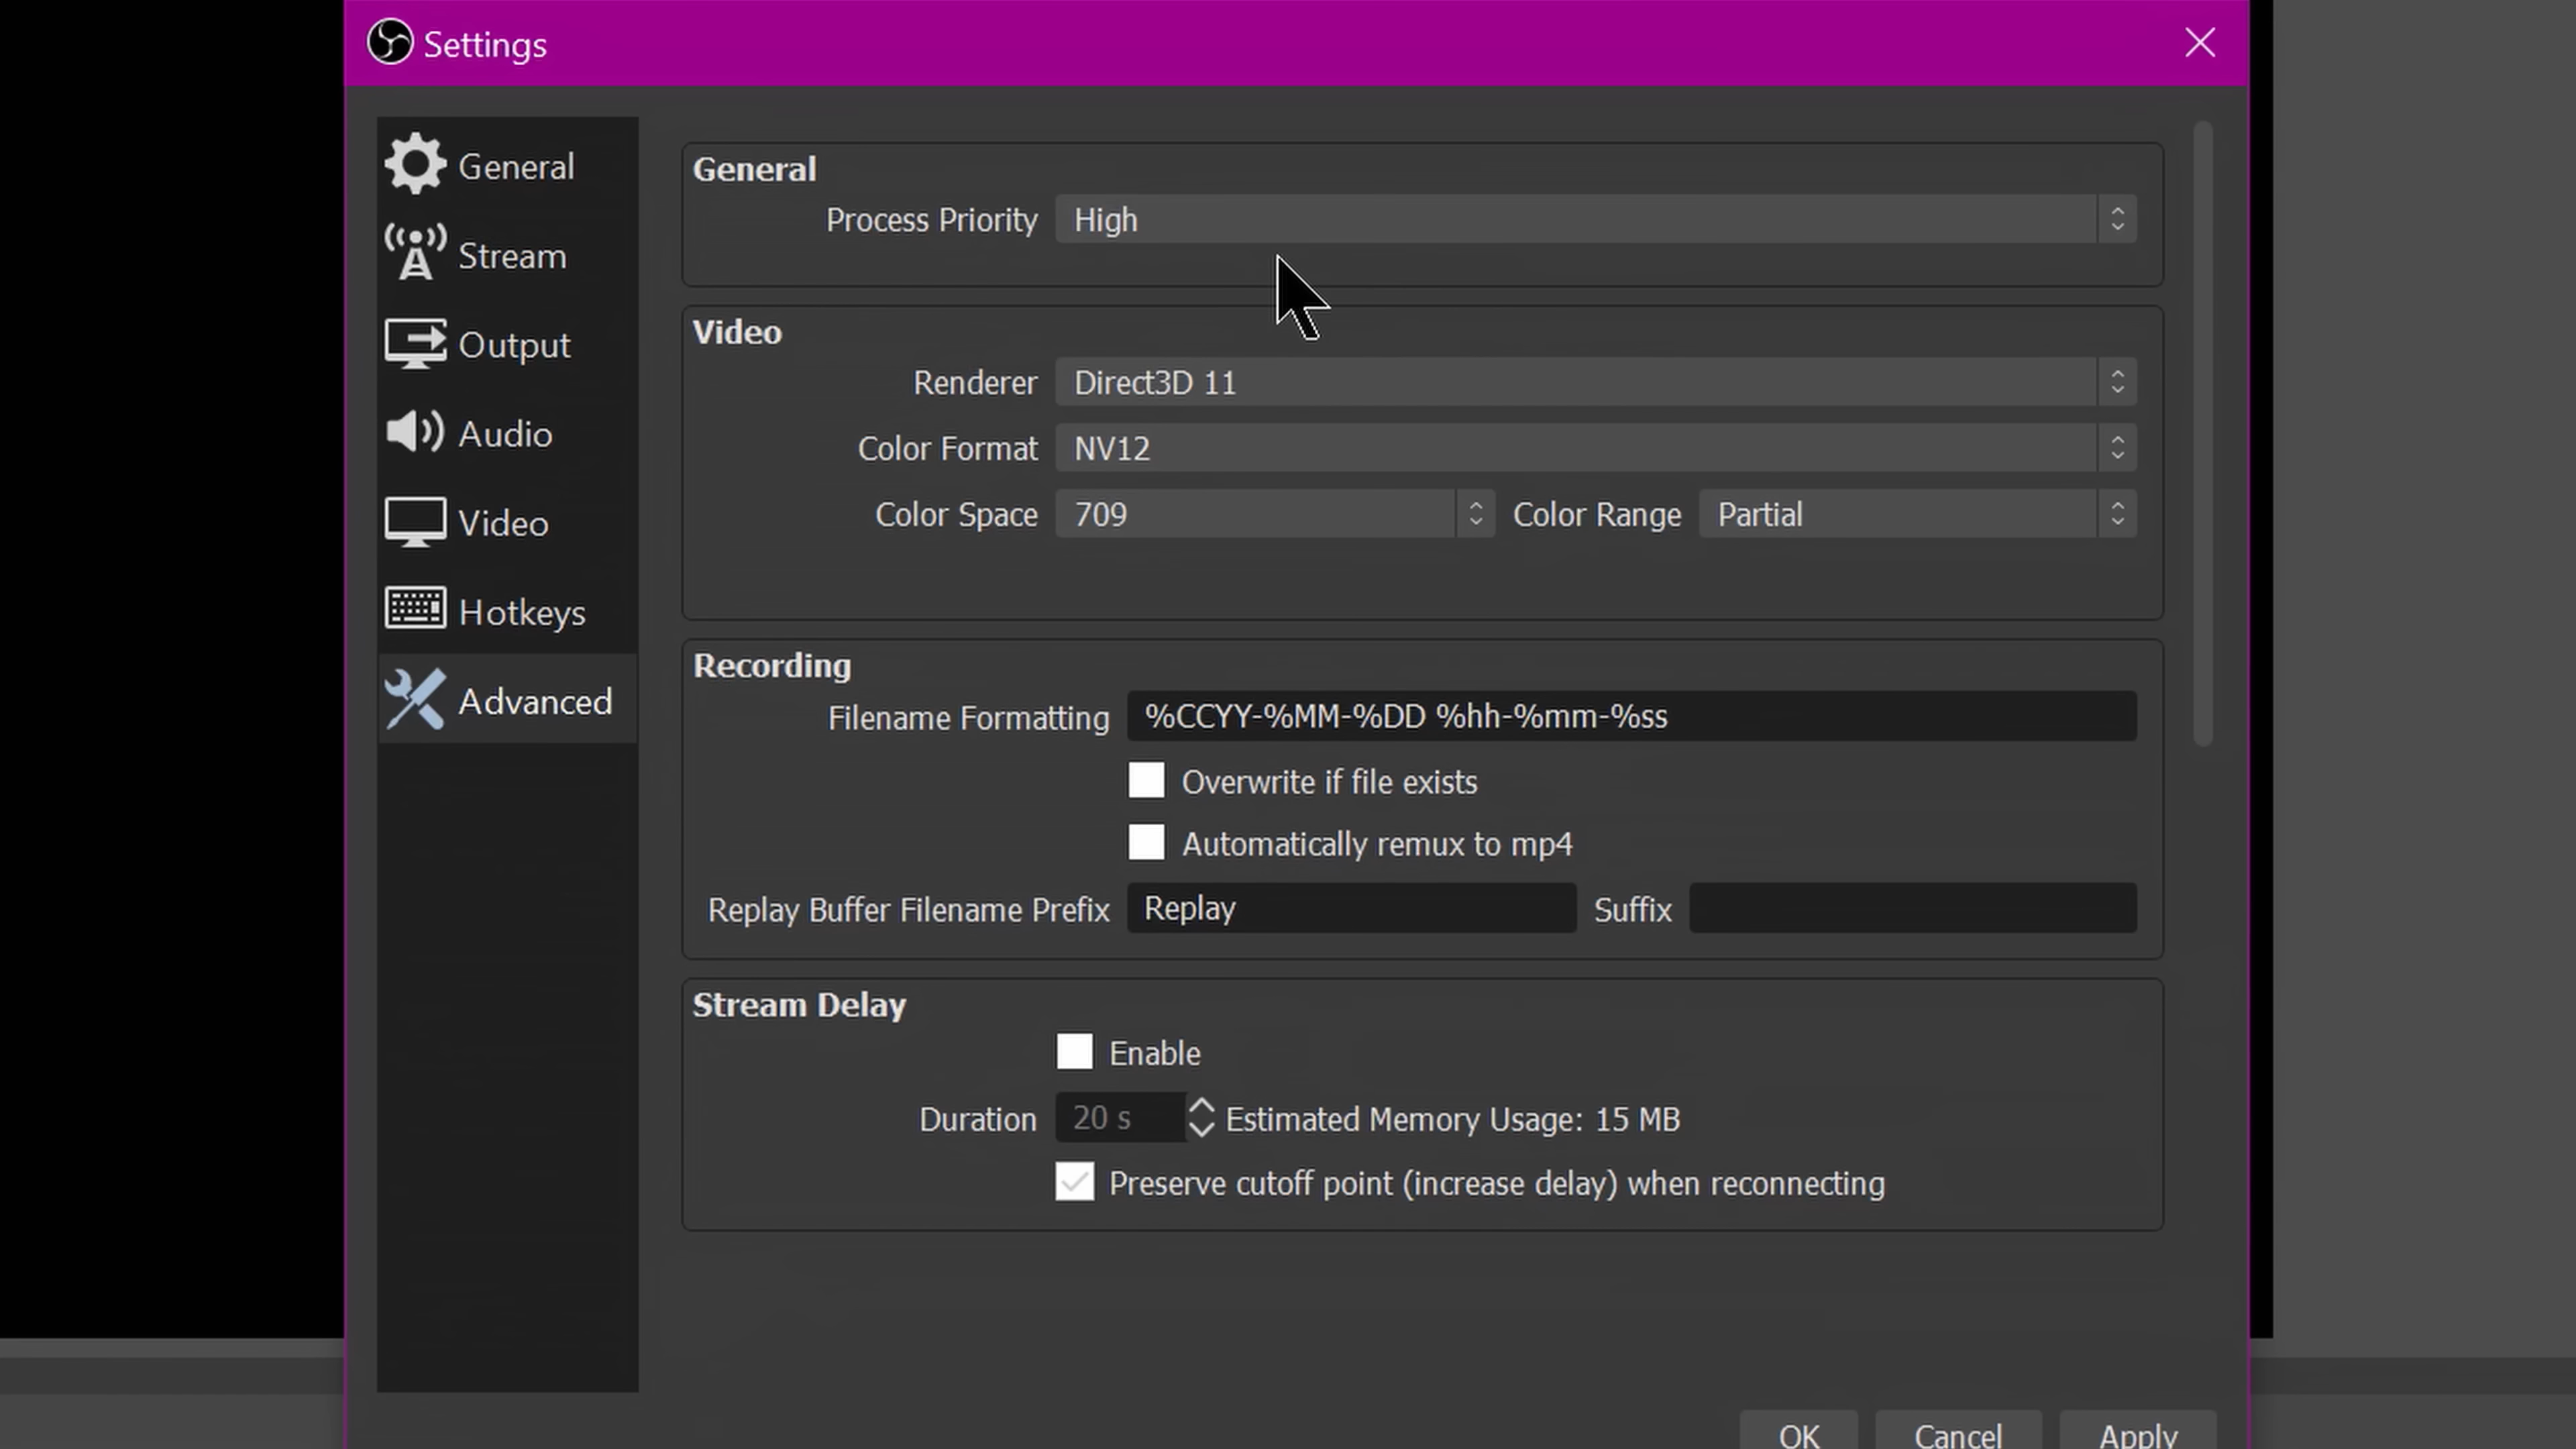 Settings
General
Stream
Output
Audio
Video
Hotkeys
Advanced
General
Process Priority High
Video
Renderer Direct3D 11
Color Format NV12
Color Space 709 Color Range Partial
Recording
Filename Formatting %CCYY-%MM-%DD %hh-%mm-%ss
Overwrite if file exists
Automatically remux to mp4
Replay Buffer Filename Prefix Replay Suffix
Stream Delay
Enable
Duration 20 s Estimated Memory Usage: 15 MB
Preserve cutoff point (increase delay) when reconnecting
OK Cancel Apply